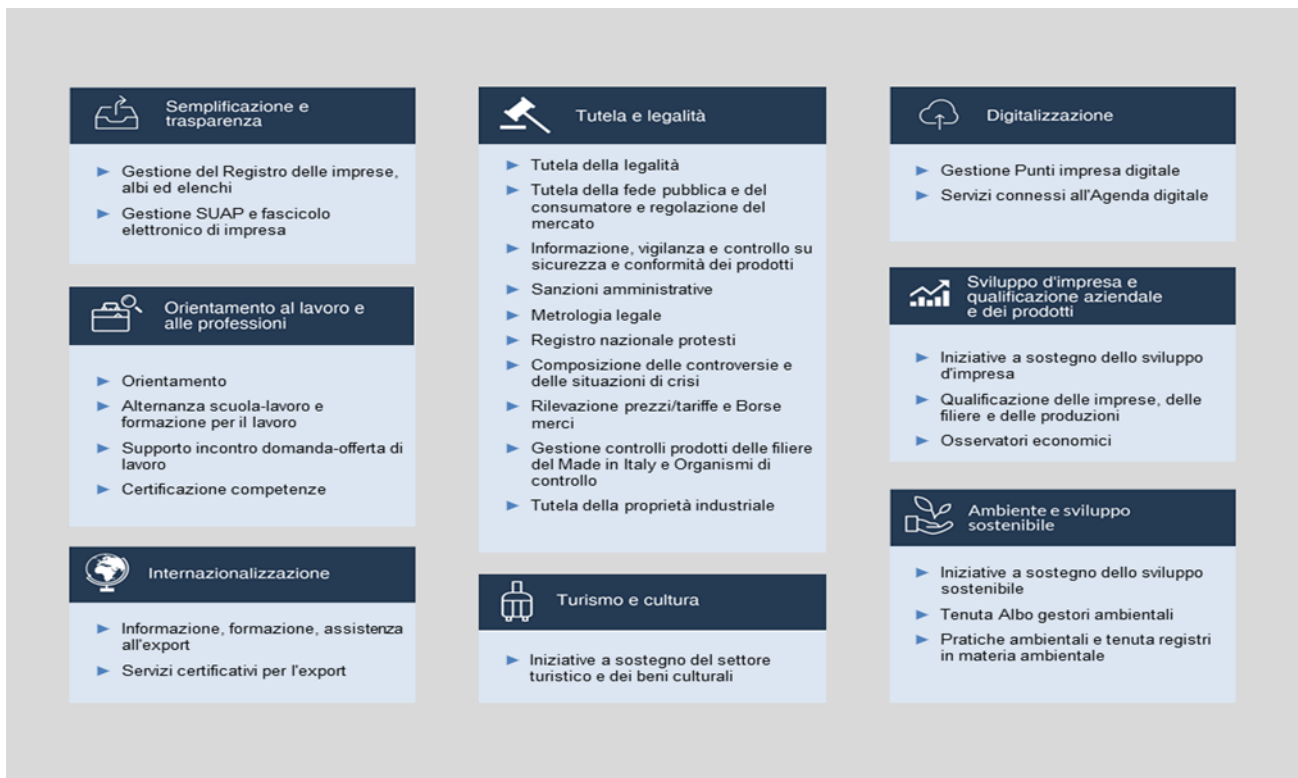 Semplificazione e
trasparenza
Gestione del Registro delle imprese,
albi ed elenchi
Gestione SUAP e fascicolo
elettronico di impresa
Orientamento al lavoro e
alle professioni
Orientamento
Alternanza scuola-lavoro e
formazione per il lavoro
Supporto incontro domanda-offerta di
lavoro
Certificazione competenze
Internazionalizzazione
Informazione, formazione, assistenza
all'export
Servizi certificativi per l'export
Tutela e legalità
Tutela della legalità
Tutela della fede pubblica e del
consumatore e regolazione del
mercato
Informazione, vigilanza e controllo su
sicurezza e conformità dei prodotti
Sanzioni amministrative
Metrologia legale
Registro nazionale protesti
Composizione delle controversie e
delle situazioni di crisi
Rilevazione prezzi/tariffe e Borse
merci
Gestione controlli prodotti delle filiere
del Made in Italy e Organismi di
controllo
Tutela della proprietà industriale
Turismo e cultura
Iniziative a sostegno del settore
turistico e dei beni culturali
Digitalizzazione
Gestione Punti impresa digitale
Servizi connessi all'Agenda digitale
Sviluppo d'impresa e
qualificazione aziendale
e dei prodotti
Iniziative a sostegno dello sviluppo
d'impresa
Qualificazione delle imprese, delle
filiere e delle produzioni
Osservatori economici
Ambiente e sviluppo
sostenibile
Iniziative a sostegno dello sviluppo
sostenibile
Tenuta Albo gestori ambientali
Pratiche ambientali e tenuta registri
in materia ambientale